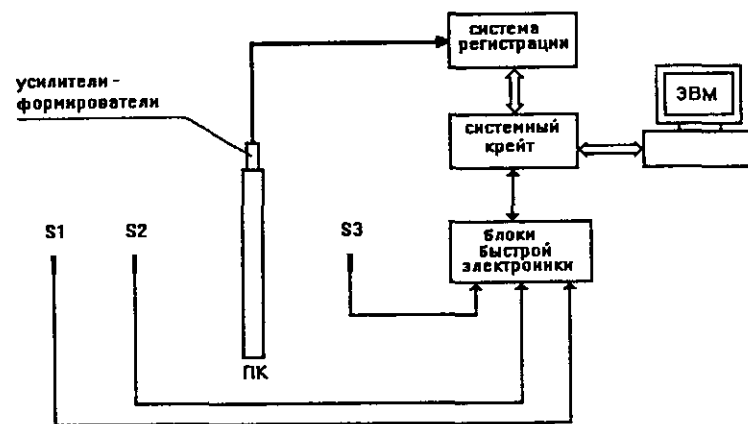 система
регистрации
усилители -
формирователи
ЭВМ
системный
крейт
S1
S2
S3
блоки
быстрой
электроники
ПК